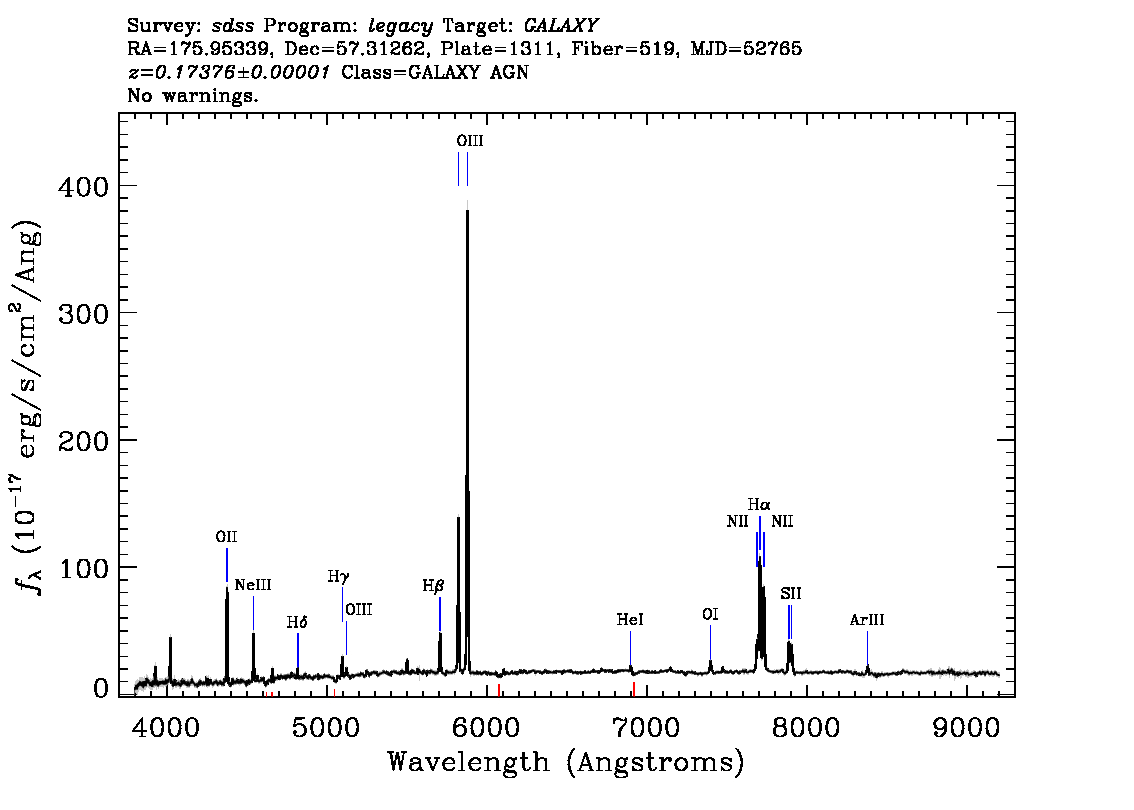 Survey: sdss Program: legacy Target: GALAXY
RA=175.95339, Dec=57.31262, Plate=1311, Fiber=519, MJD=52765
z=0.17376±0.00001 Class=GALAXY AGN
No warnings.
OIII
400
300
200
100
0
Hα
NII NII
OII
NeIII
Hγ
Hβ
SII
OIII
OI
Hδ
HeI
ArIII
4000 5000 6000 7000 8000 9000
Wavelength (Angstroms)
f_λ (10⁻¹⁷ erg/s/cm²/Ang)